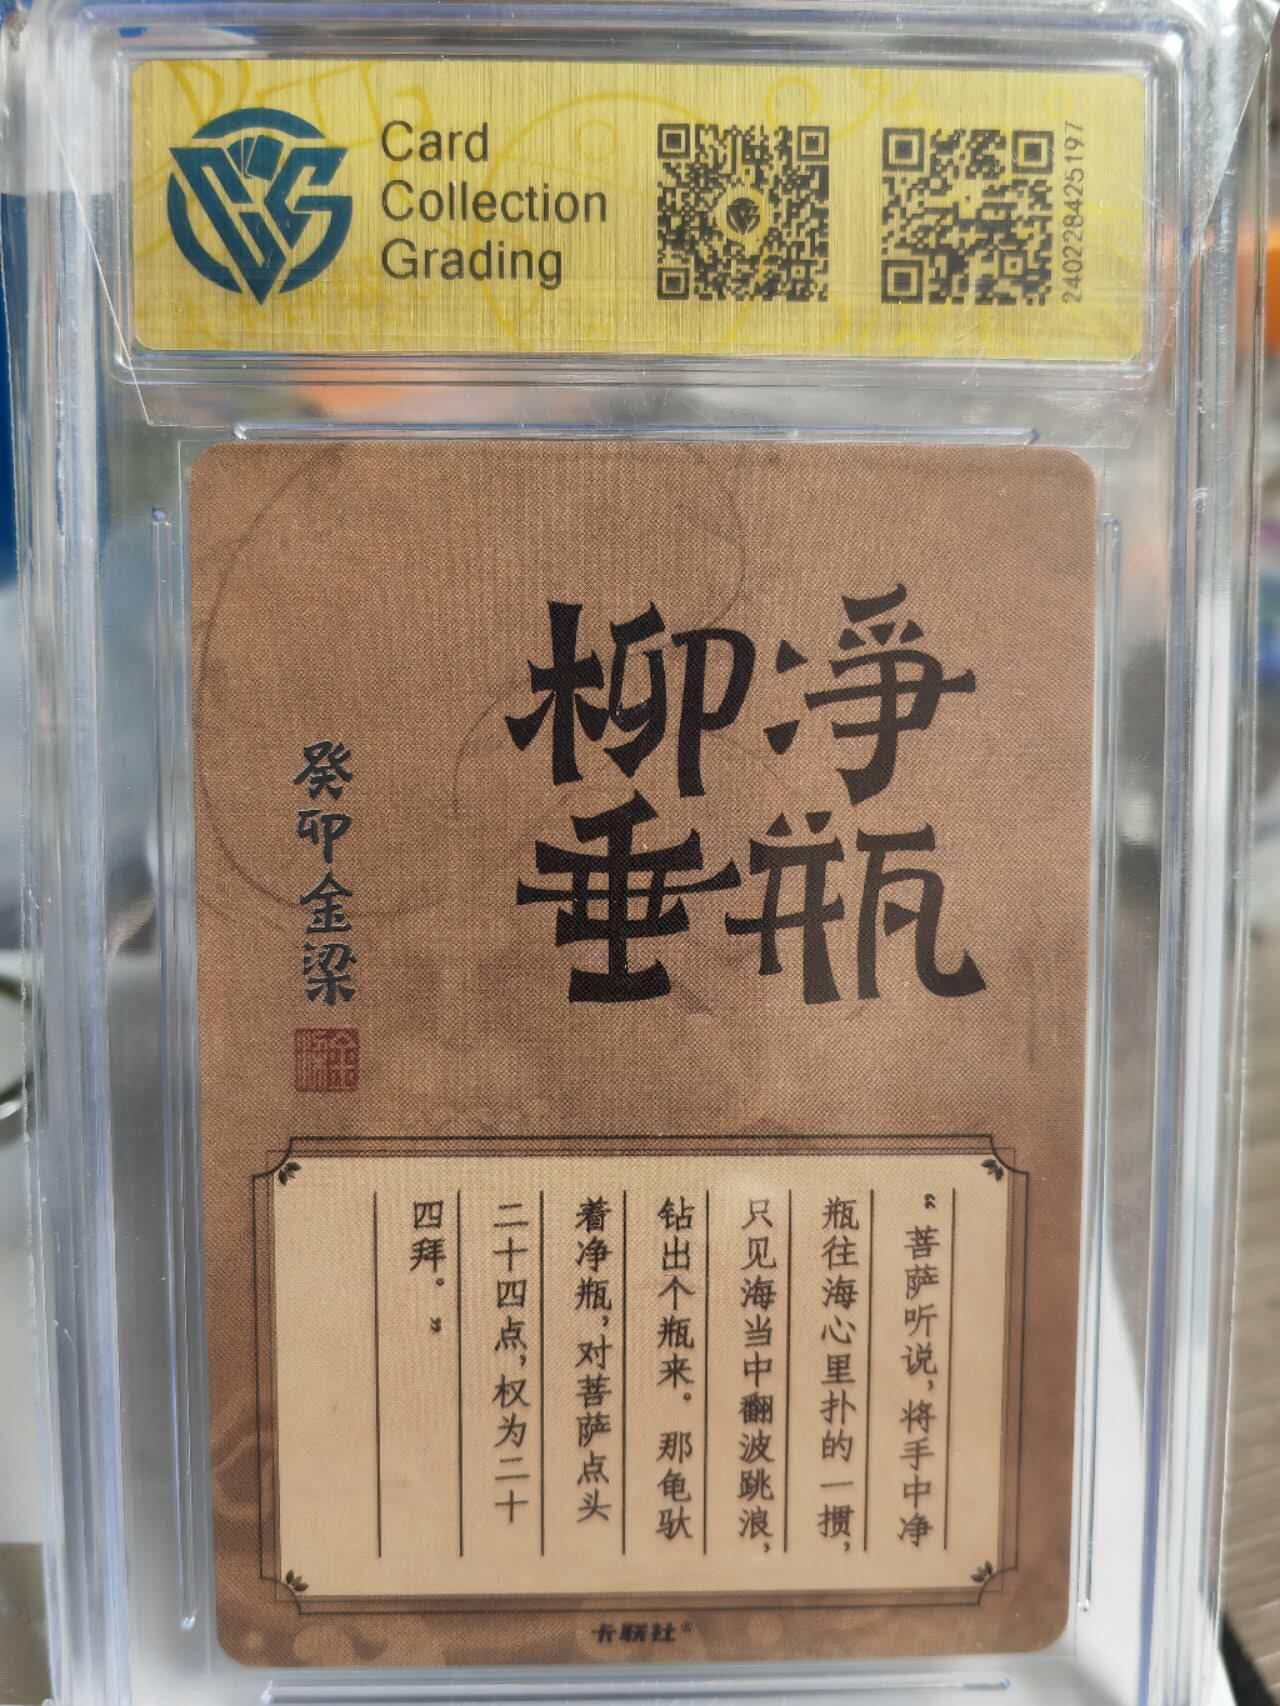 Card
Collection
Grading
240228425197
淨瓶
柳垂
癸卯金梁
“菩萨听说，将手中净
瓶往海心里扑的一掼，
只见海当中翻波跳浪，
钻出个瓶来。那龟驮
着净瓶，对菩萨点头
二十四点，权为二十
四拜。”
卡联社®